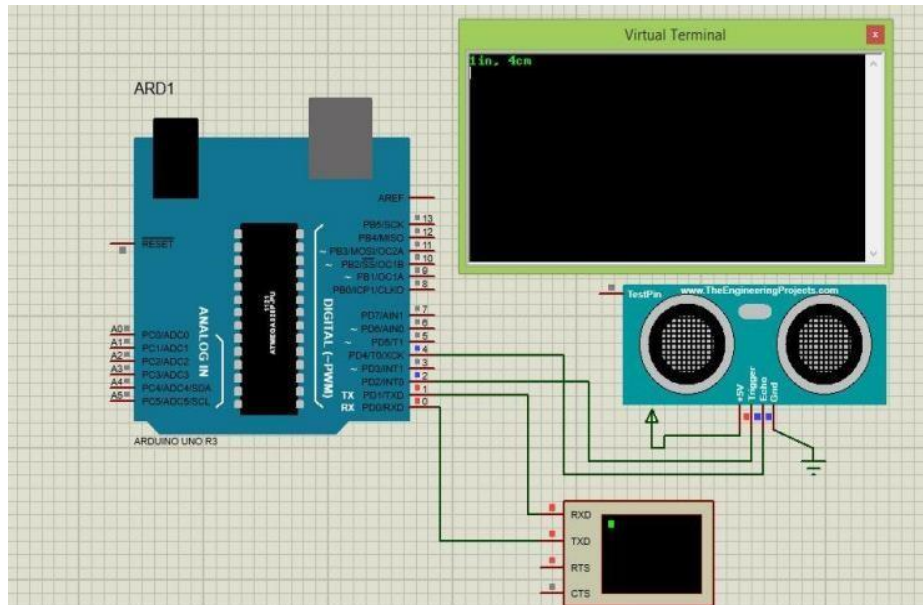 Virtual Terminal
x
1in, 4cm
ARD1
AREF
RESET
PB5/SCK 13
PB4/MISO 12
~ PB3/MOSI/OC2A 11
~ PB2/SS/OC1B 10
~ PB1/OC1A 9
PB0/ICP1/CLKO 8
PD7/AIN1 7
~ PD6/AIN0 6
~ PD5/T1 5
PD4/T0/XCK 4
~ PD3/INT1 3
PD2/INT0 2
TX PD1/TXD 1
RX PD0/RXD 0
DIGITAL (~PWM)
ANALOG IN
1121
A0 PC0/ADC0
A1 PC1/ADC1
A2 PC2/ADC2
A3 PC3/ADC3
A4 PC4/ADC4/SDA
A5 PC5/ADC5/SCL
ARDUINO UNO R3
TestPin
www.TheEngineeringProjects.com
+5V
Trigger
Echo
Gnd
RXD
TXD
RTS
CTS